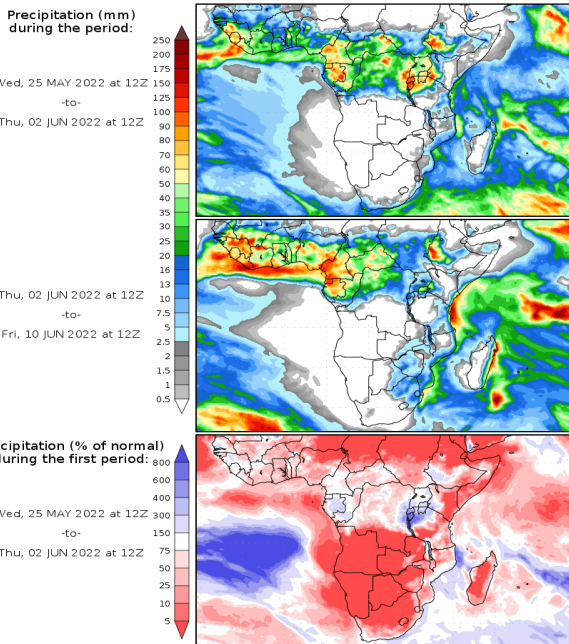 Precipitation (mm)
during the period:
250
200
175
150
125
100
90
80
70
60
50
40
35
30
25
20
16
13
10
7.5
5
2.5
2
1.5
1
0.5
Wed, 25 MAY 2022 at 12Z
-to-
Thu, 02 JUN 2022 at 12Z
Thu, 02 JUN 2022 at 12Z
-to-
Fri, 10 JUN 2022 at 12Z
cipitation (% of normal)
during the first period:
800
600
400
300
150
75
50
25
10
5
Wed, 25 MAY 2022 at 12Z
-to-
Thu, 02 JUN 2022 at 12Z